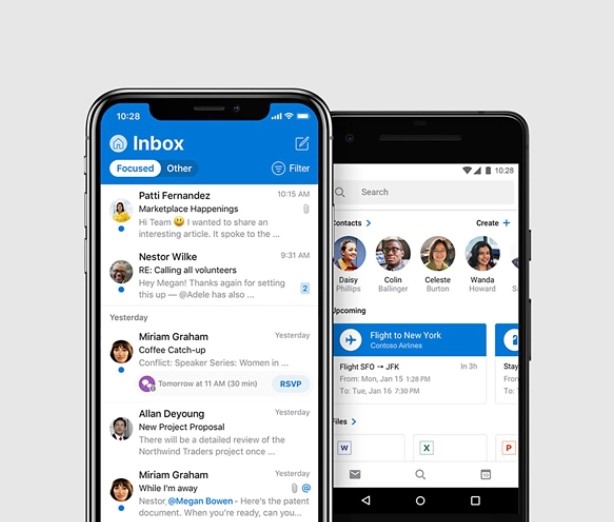 10:28
Inbox
Focused Other Filter
Patti Fernandez 10:15 AM
Marketplace Happenings
Hi Team 😃 I wanted to share an
interesting article. It spoke to the ...
Nestor Wilke 9:31 AM
RE: Calling all volunteers
Hey Megan! Thanks again for setting
this up — @Adele has also ... 2
Yesterday
Miriam Graham Yesterday
Coffee Catch-up
Conflict: Speaker Series: Women in ...
Tomorrow at 11 AM (30 min) RSVP
Allan Deyoung Yesterday
New Project Proposal
There will be a detailed review of the
Northwind Traders project once ...
Miriam Graham Yesterday
While I'm away @
Nestor @Megan Bowen - Here's the patent
document. When you're ready, can you...
10:28
Search
Contacts Create +
Daisy Colin Celeste Wanda
Phillips Ballinger Burton Howard
Upcoming
Flight to New York
Contoso Airlines
Flight SFO → JFK In 3h Stay
From: Mon, Jan 15 1:28 PM From
To: Tue, Jan 16 7:30 PM To:
Files
W X P